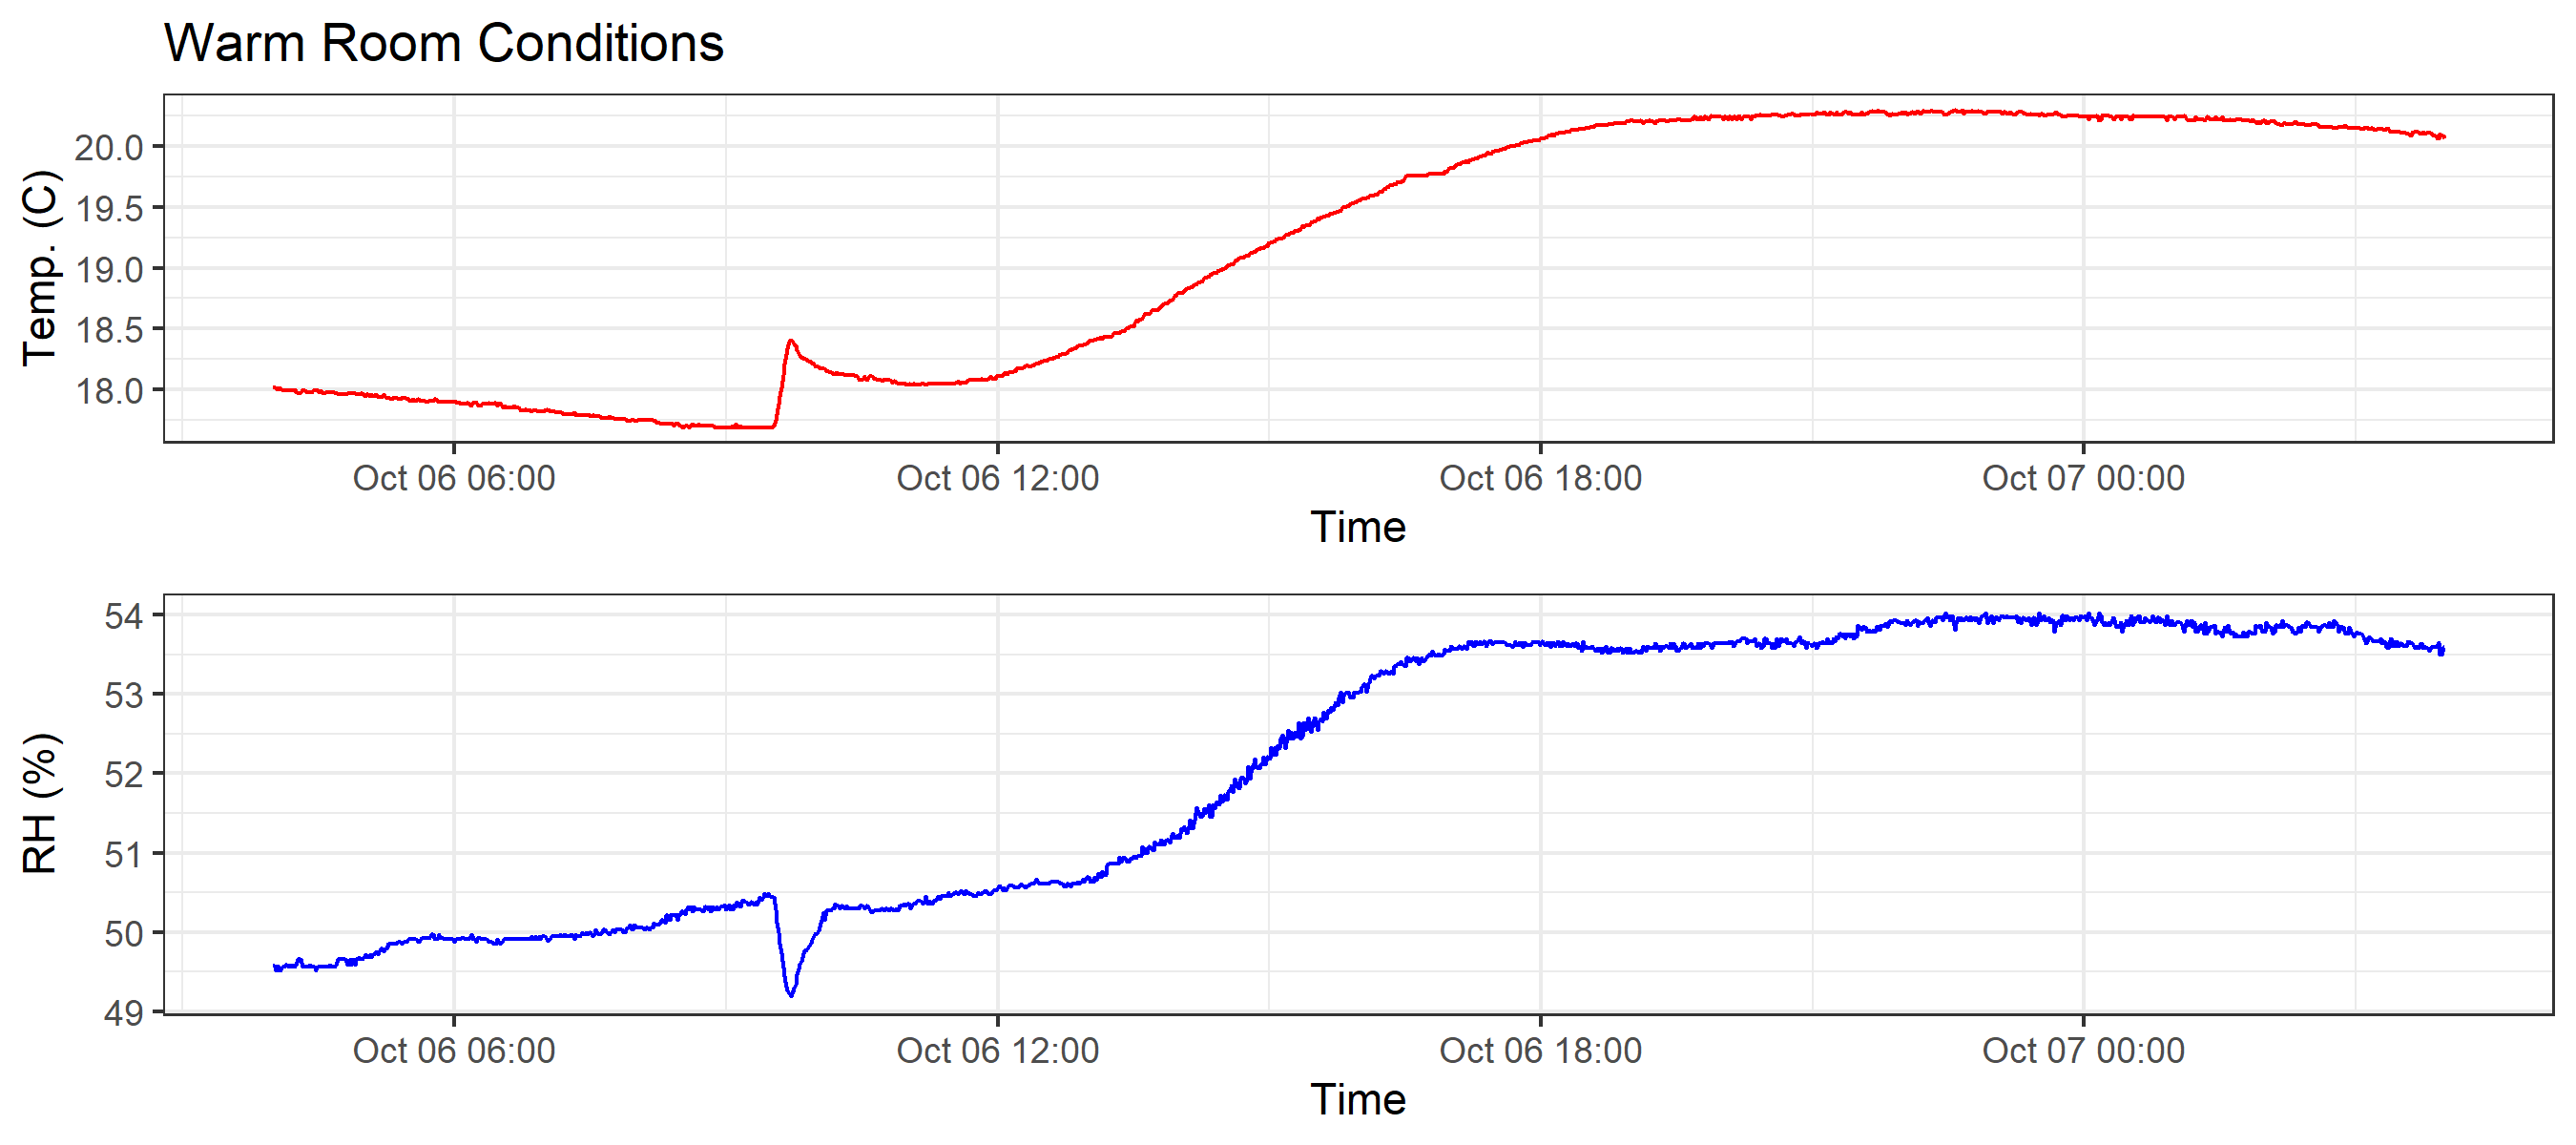 Warm Room Conditions
Temp. (C)
20.0
19.5
19.0
18.5
18.0
Oct 06 06:00 Oct 06 12:00 Oct 06 18:00 Oct 07 00:00
Time
RH (%)
54
53
52
51
50
49
Oct 06 06:00 Oct 06 12:00 Oct 06 18:00 Oct 07 00:00
Time